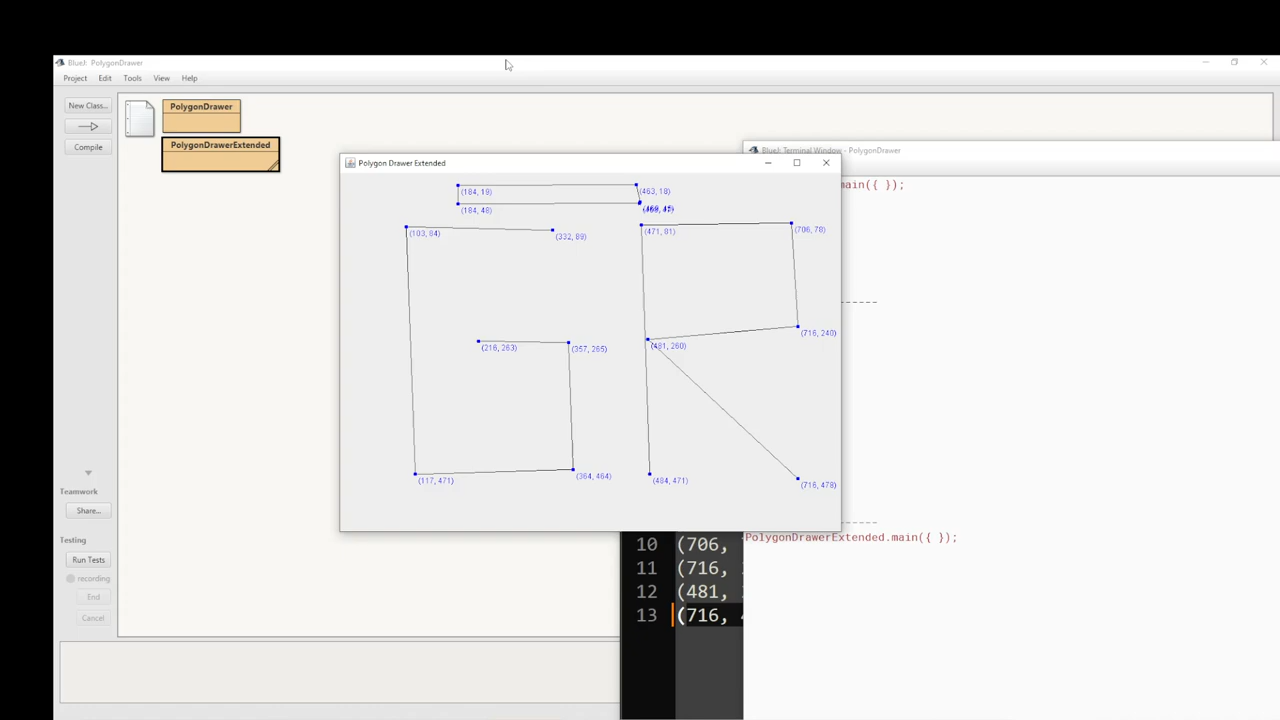 BlueJ: PolygonDrawer
Project Edit Tools View Help
New Class...
Compile
PolygonDrawer
PolygonDrawerExtended
BlueJ: Terminal Window - PolygonDrawer
main({ });
Polygon Drawer Extended
(184, 19)
(463, 18)
(184, 48)
(103, 84)
(332, 89)
(471, 81)
(706, 78)
(716, 240)
(216, 263)
(357, 265)
(481, 260)
(117, 471)
(364, 464)
(484, 471)
(716, 478)
-------
-------
PolygonDrawerExtended.main({ });
10 (706,
11 (716,
12 (481,
13 (716,
Teamwork
Share...
Testing
Run Tests
recording
End
Cancel